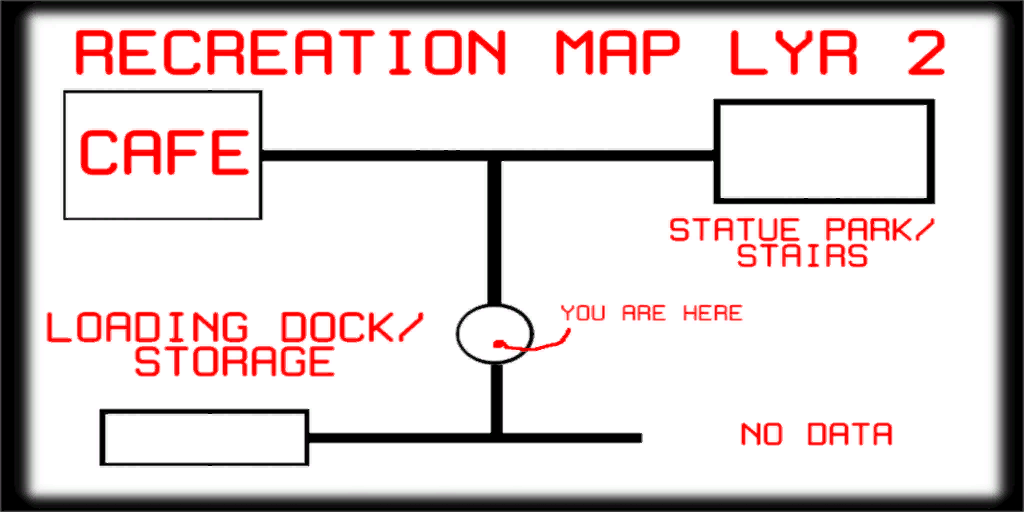 RECREATION MAP LYR 2
CAFE
STATUE PARK/
STAIRS
YOU ARE HERE
LOADING DOCK/
STORAGE
NO DATA